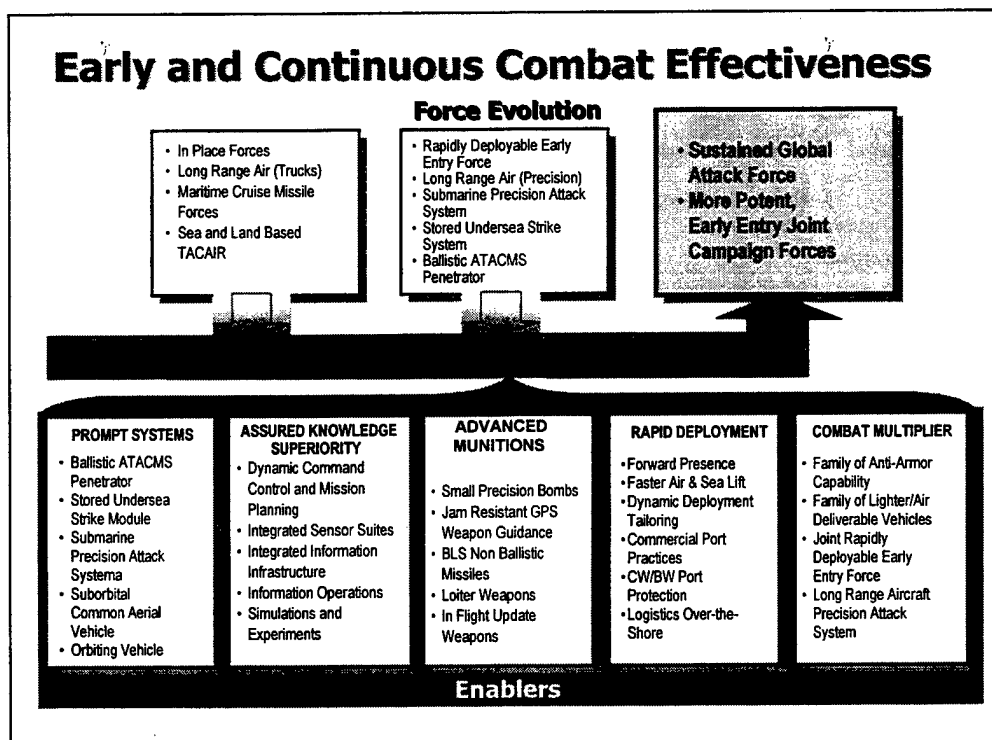 Early and Continuous Combat Effectiveness
Force Evolution
• In Place Forces
• Long Range Air (Trucks)
• Maritime Cruise Missile
Forces
• Sea and Land Based
TACAIR
• Rapidly Deployable Early
Entry Force
• Long Range Air (Precision)
• Submarine Precision Attack
System
• Stored Undersea Strike
System
• Ballistic ATACMS
Penetrator
• Sustained Global
Attack Force
• More Potent,
Early Entry Joint
Campaign Forces
PROMPT SYSTEMS
• Ballistic ATACMS
Penetrator
• Stored Undersea
Strike Module
• Submarine
Precision Attack
Systema
• Suborbital
Common Aerial
Vehicle
• Orbiting Vehicle
ASSURED KNOWLEDGE
SUPERIORITY
• Dynamic Command
Control and Mission
Planning
• Integrated Sensor Suites
• Integrated Information
Infrastructure
• Information Operations
• Simulations and
Experiments
ADVANCED
MUNITIONS
• Small Precision Bombs
• Jam Resistant GPS
Weapon Guidance
• BLS Non Ballistic
Missiles
• Loiter Weapons
• In Flight Update
Weapons
RAPID DEPLOYMENT
•Forward Presence
•Faster Air & Sea Lift
•Dynamic Deployment
Tailoring
•Commercial Port
Practices
•CW/BW Port
Protection
•Logistics Over-the-
Shore
COMBAT MULTIPLIER
• Family of Anti-Armor
Capability
• Family of Lighter/Air
Deliverable Vehicles
• Joint Rapidly
Deployable Early
Entry Force
• Long Range Aircraft
Precision Attack
System
Enablers